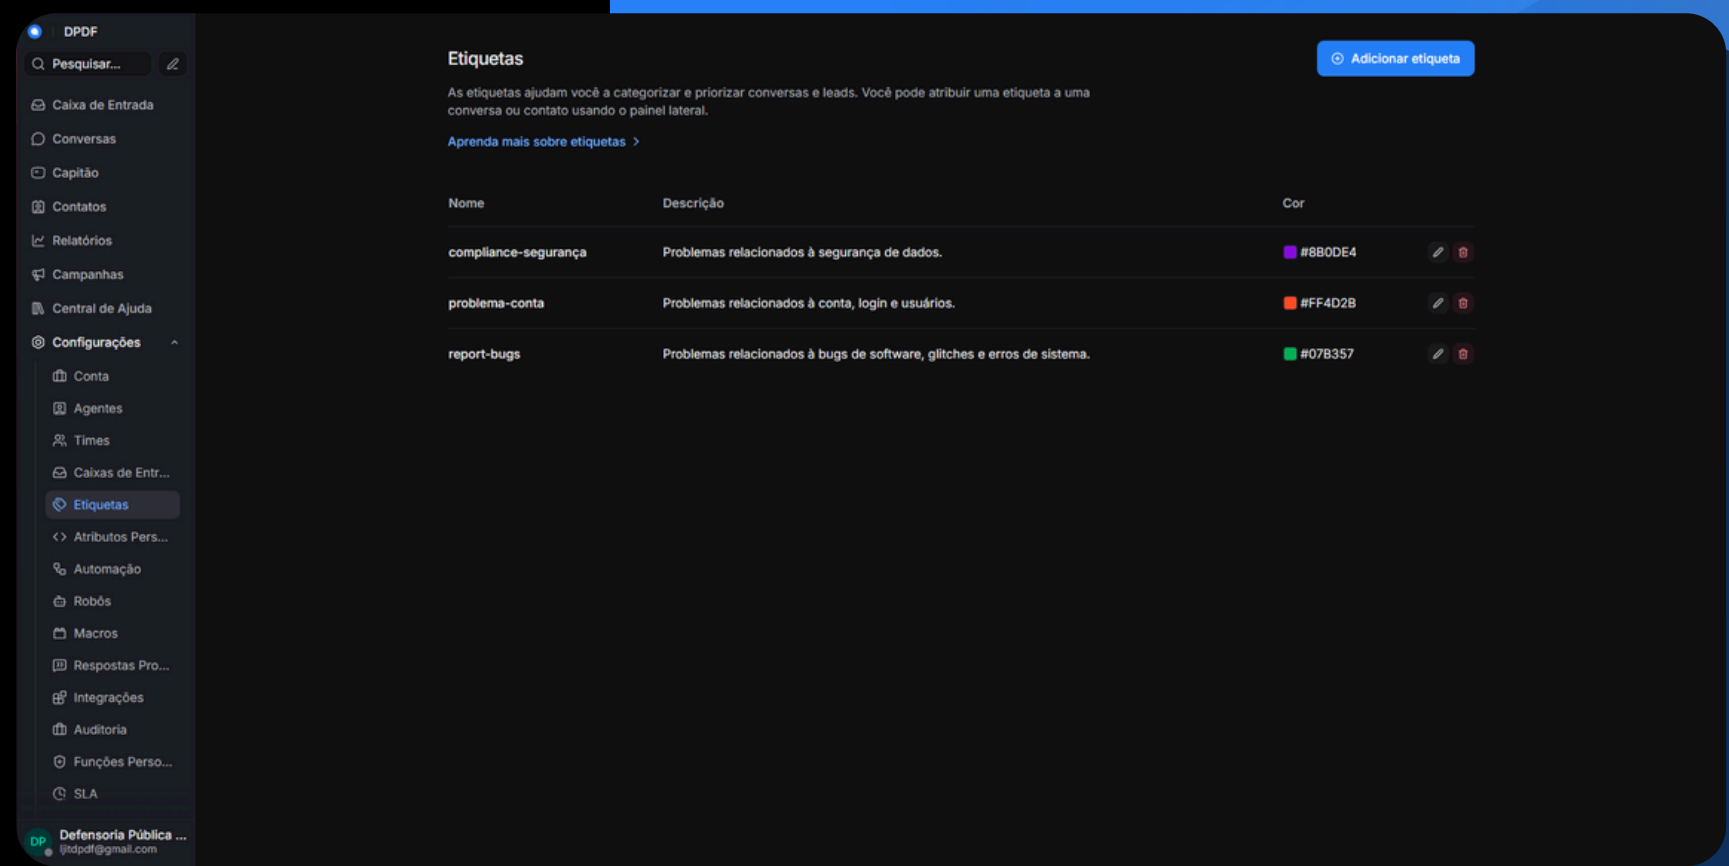 DPDF
Pesquisar...
Caixa de Entrada
Conversas
Capitão
Contatos
Relatórios
Campanhas
Central de Ajuda
Configurações
Conta
Agentes
Times
Caixas de Entr...
Etiquetas
Atributos Pers...
Automação
Robôs
Macros
Respostas Pro...
Integrações
Auditoria
Funções Perso...
SLA
DP
Defensoria Pública ...
ljitdpdf@gmail.com
Etiquetas
Adicionar etiqueta
As etiquetas ajudam você a categorizar e priorizar conversas e leads. Você pode atribuir uma etiqueta a uma
conversa ou contato usando o painel lateral.
Aprenda mais sobre etiquetas
Nome Descrição Cor
compliance-segurança Problemas relacionados à segurança de dados. #8B0DE4
problema-conta Problemas relacionados à conta, login e usuários. #FF4D2B
report-bugs Problemas relacionados à bugs de software, glitches e erros de sistema. #07B357